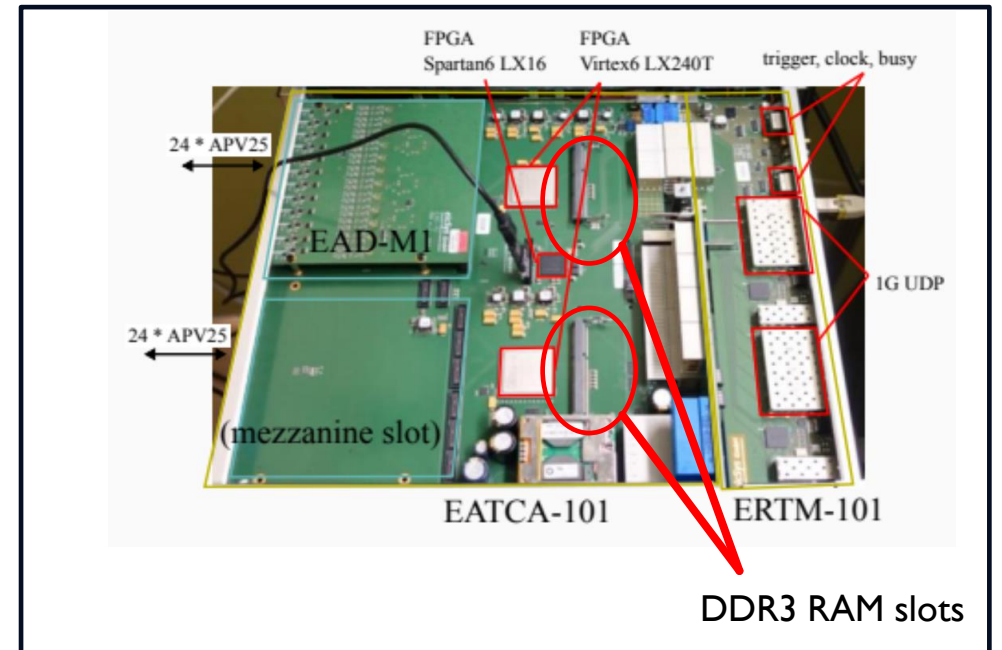 FPGA
Spartan6 LX16
FPGA
Virtex6 LX240T
trigger, clock, busy
24 * APV25
EAD-M1
1G UDP
24 * APV25
(mezzanine slot)
EATCA-101
ERTM-101
DDR3 RAM slots